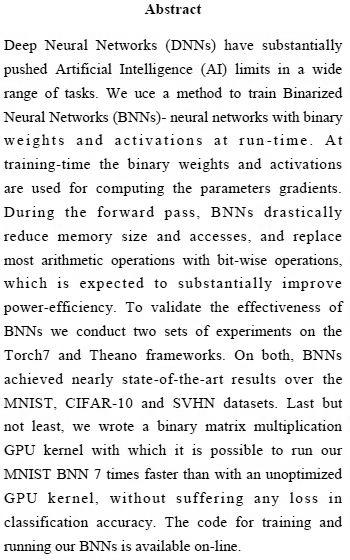 Abstract
Deep Neural Networks (DNNs) have substantially
pushed Artificial Intelligence (AI) limits in a wide
range of tasks. We uce a method to train Binarized
Neural Networks (BNNs)- neural networks with binary
weights and activations at run-time. At
training-time the binary weights and activations
are used for computing the parameters gradients.
During the forward pass, BNNs drastically
reduce memory size and accesses, and replace
most arithmetic operations with bit-wise operations,
which is expected to substantially improve
power-efficiency. To validate the effectiveness of
BNNs we conduct two sets of experiments on the
Torch7 and Theano frameworks. On both, BNNs
achieved nearly state-of-the-art results over the
MNIST, CIFAR-10 and SVHN datasets. Last but
not least, we wrote a binary matrix multiplication
GPU kernel with which it is possible to run our
MNIST BNN 7 times faster than with an unoptimized
GPU kernel, without suffering any loss in
classification accuracy. The code for training and
running our BNNs is available on-line.